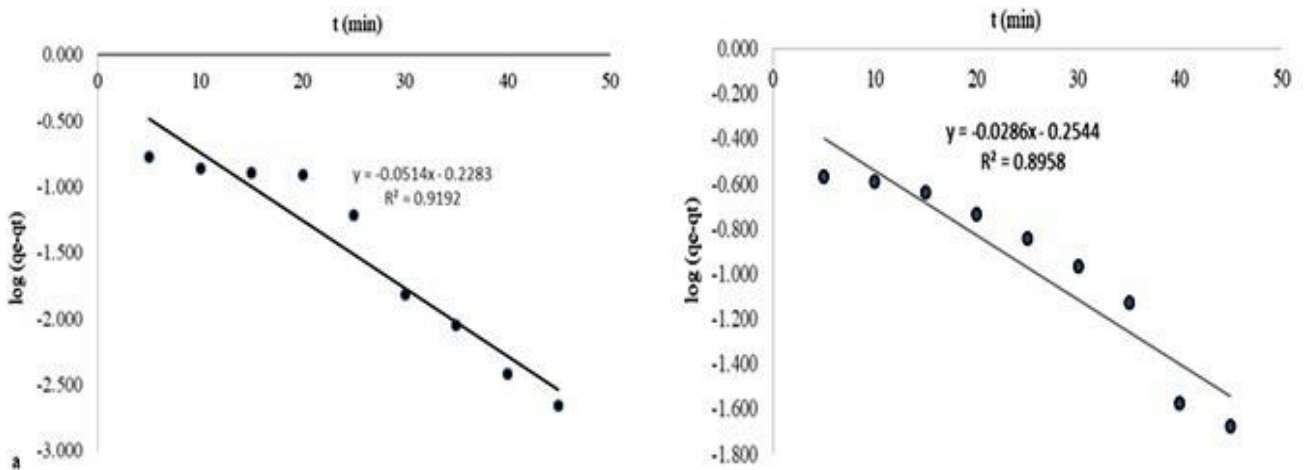 t (min)
0.000
0 10 20 30 40 50
-0.500
-1.000
-1.500
-2.000
-2.500
-3.000
log (qe-qt)
y = -0.0514x - 0.2283
R² = 0.9192
a
t (min)
0.000
0 10 20 30 40 50
-0.200
-0.400
-0.600
-0.800
-1.000
-1.200
-1.400
-1.600
-1.800
log (qe-qt)
y = -0.0286x - 0.2544
R² = 0.8958